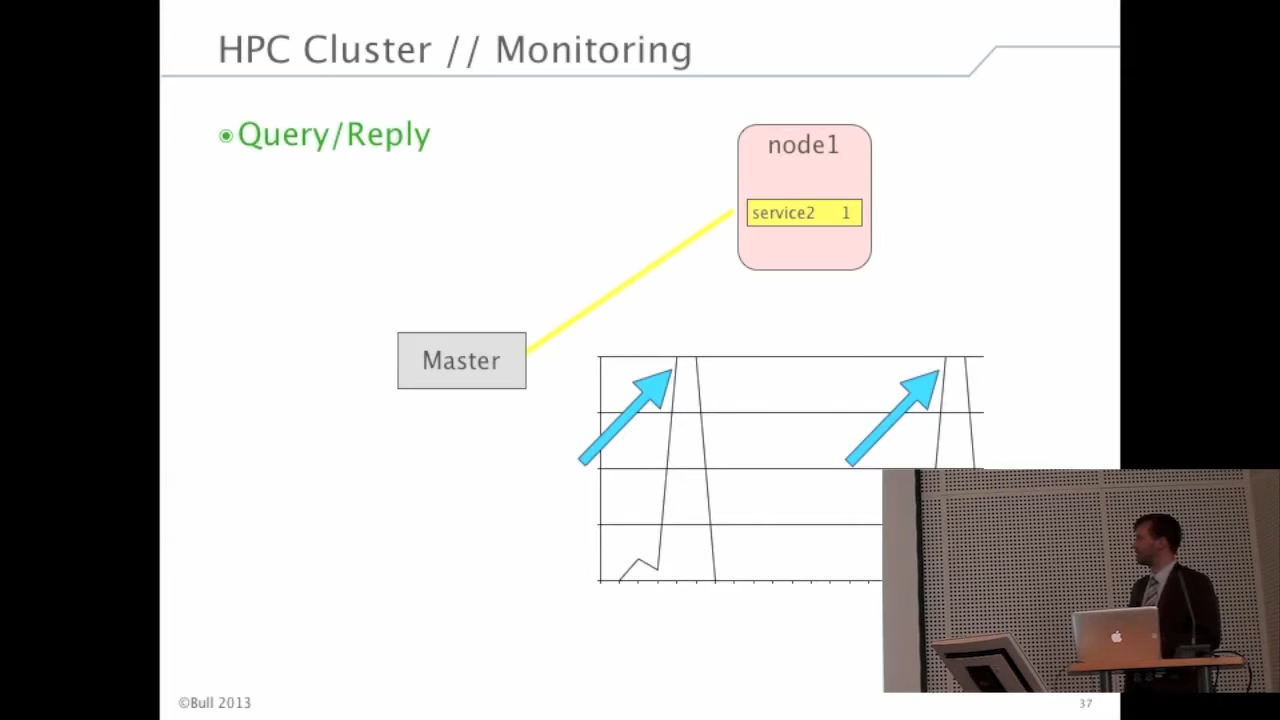 HPC Cluster // Monitoring
Query/Reply
node1
service2 1
Master
©Bull 2013
37